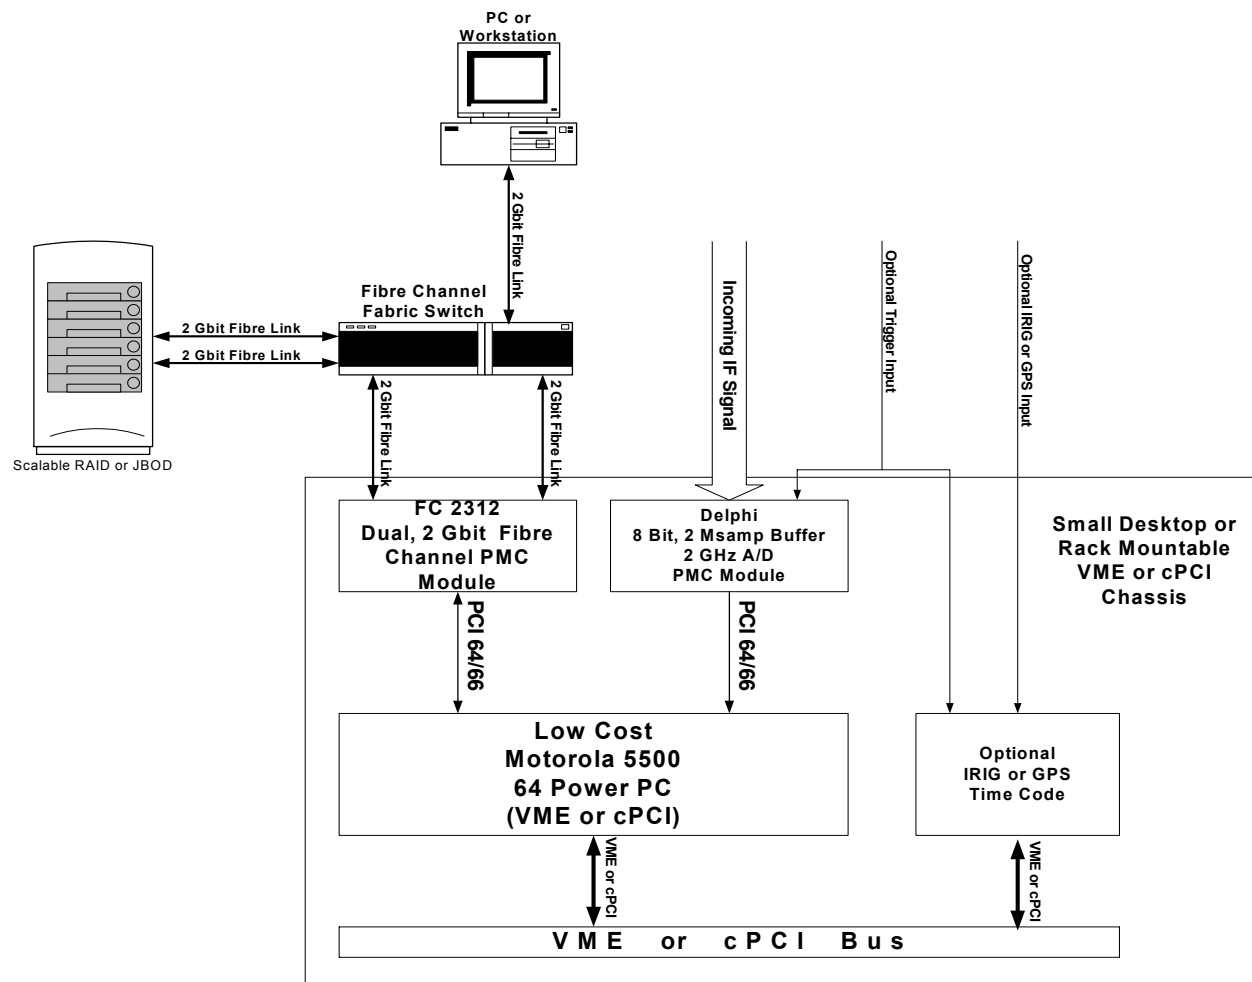 PC or
Workstation
2 Gbit Fibre Link
Fibre Channel
Fabric Switch
2 Gbit Fibre Link
2 Gbit Fibre Link
Scalable RAID or JBOD
2 Gbit Fibre Link
2 Gbit Fibre Link
Incoming IF Signal
Optional Trigger Input
Optional IRIG or GPS Input
FC 2312
Dual, 2 Gbit Fibre
Channel PMC
Module
Delphi
8 Bit, 2 Msamp Buffer
2 GHz A/D
PMC Module
Small Desktop or
Rack Mountable
VME or cPCI
Chassis
PCI 64/66
PCI 64/66
Low Cost
Motorola 5500
64 Power PC
(VME or cPCI)
Optional
IRIG or GPS
Time Code
VME or cPCI
VME or cPCI
VME or cPCI Bus